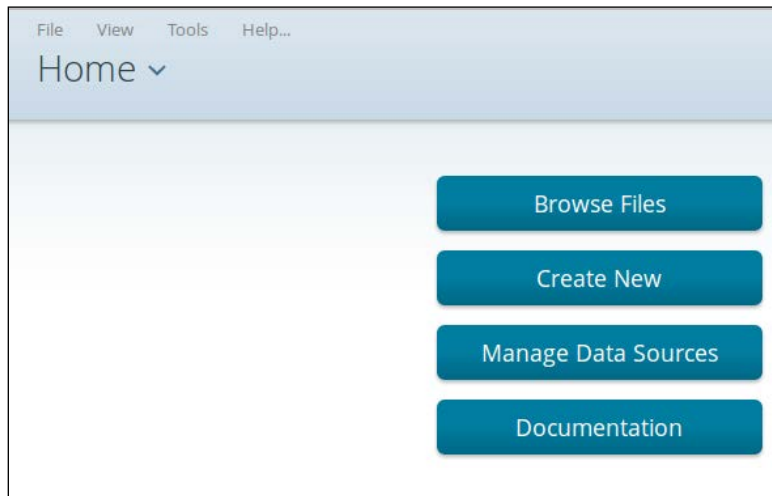 File View Tools Help...
Home
Browse Files
Create New
Manage Data Sources
Documentation